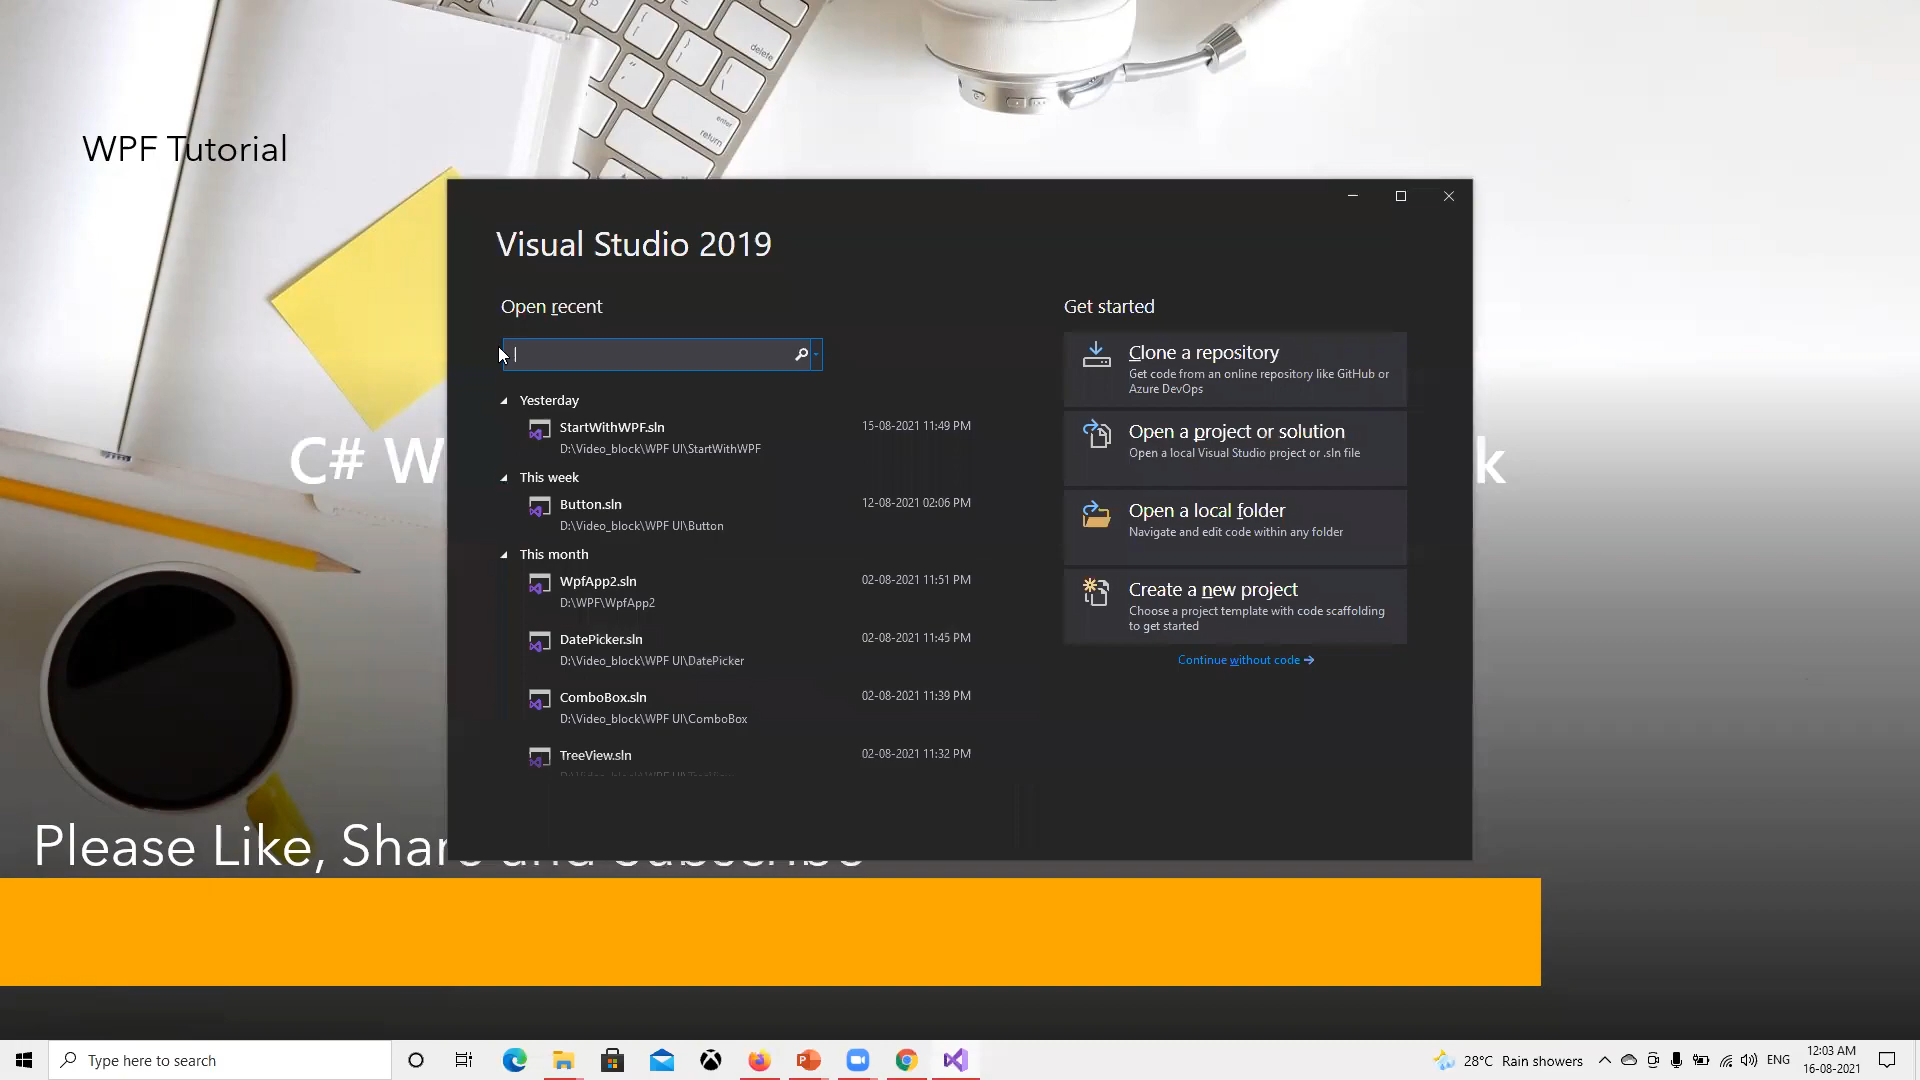 delete
enter
return
WPF Tutorial
Visual Studio 2019
Open recent
Yesterday
StartWithWPF.sln 15-08-2021 11:49 PM
D:\Video_block\WPF UI\StartWithWPF
This week
Button.sln 12-08-2021 02:06 PM
D:\Video_block\WPF UI\Button
This month
WpfApp2.sln 02-08-2021 11:51 PM
D:\WPF\WpfApp2
DatePicker.sln 02-08-2021 11:45 PM
D:\Video_block\WPF UI\DatePicker
ComboBox.sln 02-08-2021 11:39 PM
D:\Video_block\WPF UI\ComboBox
TreeView.sln 02-08-2021 11:32 PM
Get started
Clone a repository
Get code from an online repository like GitHub or
Azure DevOps
Open a project or solution
Open a local Visual Studio project or .sln file
Open a local folder
Navigate and edit code within any folder
Create a new project
Choose a project template with code scaffolding
to get started
Continue without code →
C# W
k
Please Like, Share and Subscribe
Type here to search
28°C Rain showers
ENG
12:03 AM
16-08-2021